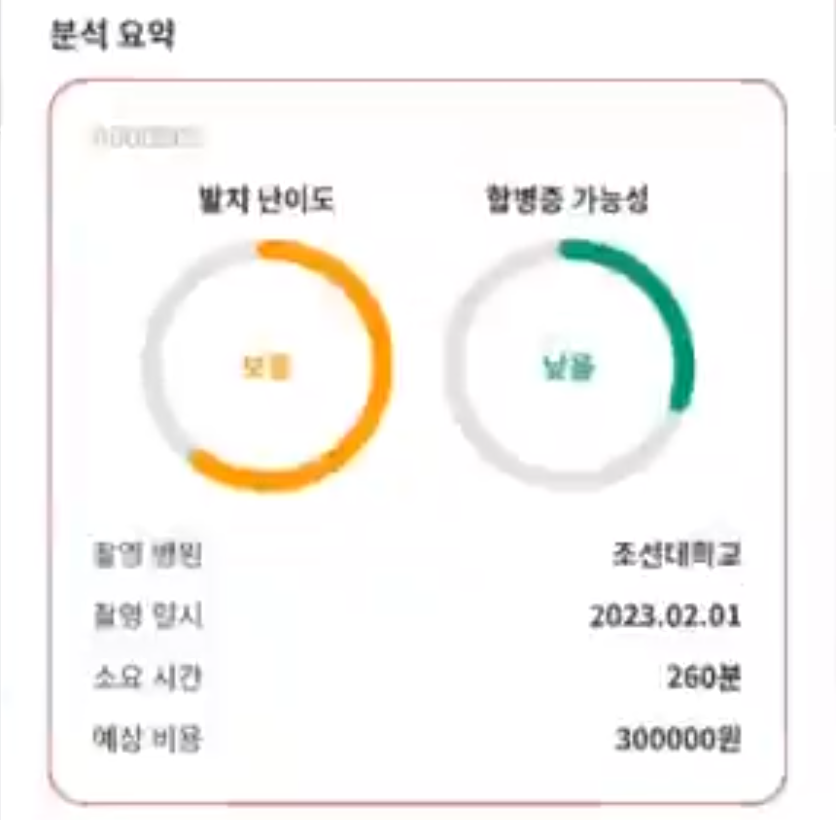 분석 요약
발치 난이도
합병증 가능성
보통
낮음
촬영 병원
조선대학교
촬영 일시
2023.02.01
소요 시간
260분
예상 비용
300000원